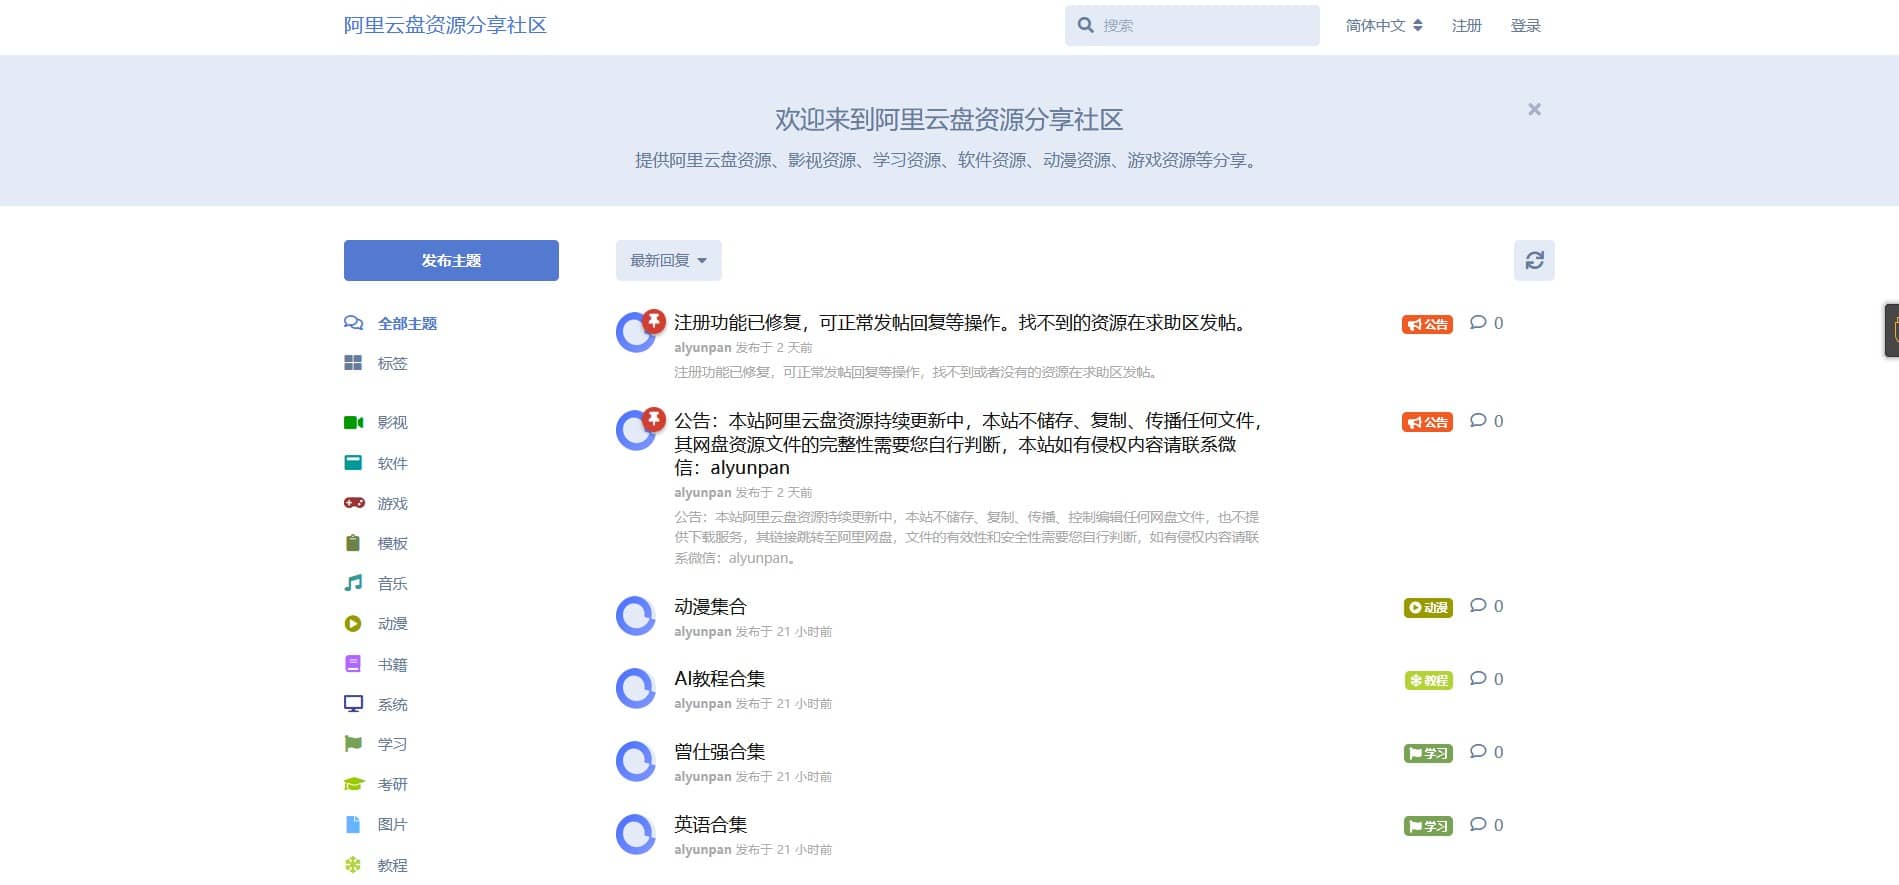 阿里云盘资源分享社区
搜索
简体中文
注册
登录
欢迎来到阿里云盘资源分享社区
提供阿里云盘资源、影视资源、学习资源、软件资源、动漫资源、游戏资源等分享。
发布主题
最新回复
全部主题
标签
影视
软件
游戏
模板
音乐
动漫
书籍
系统
学习
考研
图片
教程
注册功能已修复，可正常发帖回复等操作。找不到的资源在求助区发帖。
公告 0
alyunpan 发布于 2 天前
注册功能已修复，可正常发帖回复等操作，找不到或者没有的资源在求助区发帖。
公告：本站阿里云盘资源持续更新中，本站不储存、复制、传播任何文件，
其网盘资源文件的完整性需要您自行判断，本站如有侵权内容请联系微
信：alyunpan
公告 0
alyunpan 发布于 2 天前
公告：本站阿里云盘资源持续更新中，本站不储存、复制、传播、控制编辑任何网盘文件，也不提
供下载服务，其链接跳转至阿里网盘，文件的有效性和安全性需要您自行判断，如有侵权内容请联
系微信：alyunpan。
动漫集合
动漫 0
alyunpan 发布于 21 小时前
AI教程合集
教程 0
alyunpan 发布于 21 小时前
曾仕强合集
学习 0
alyunpan 发布于 21 小时前
英语合集
学习 0
alyunpan 发布于 21 小时前